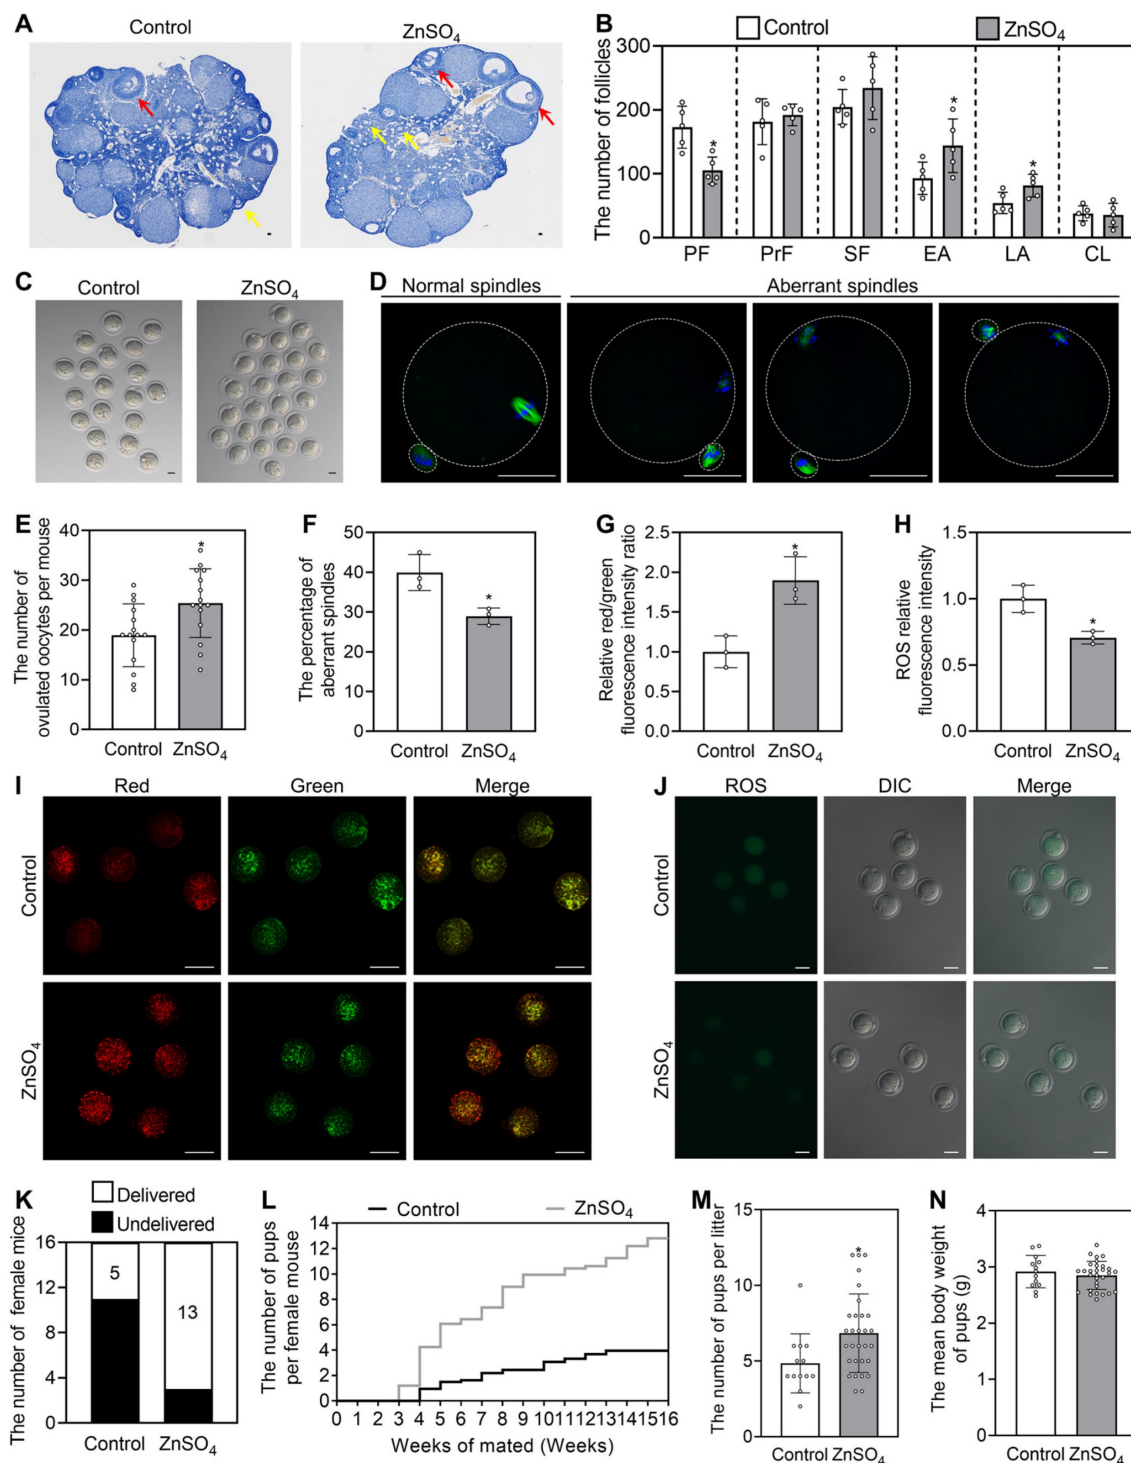 A
Control
ZnSO4
B
Control
ZnSO4
The number of follicles
300
200
100
0
PF
PrF
SF
EA
LA
CL
*
*
*
C
Control
ZnSO4
D
Normal spindles
Aberrant spindles
E
The number of
ovulated oocytes per mouse
40
30
20
10
0
*
Control
ZnSO4
F
The percentage of
aberrant spindles
50
40
30
20
10
0
*
Control
ZnSO4
G
Relative red/green
fluorescence intensity ratio
2.5
2.0
1.5
1.0
0.5
0.0
*
Control
ZnSO4
H
ROS relative
fluorescence intensity
1.5
1.0
0.5
0.0
*
Control
ZnSO4
I
Red
Green
Merge
Control
ZnSO4
J
ROS
DIC
Merge
Control
ZnSO4
K
Delivered
Undelivered
The number of female mice
16
12
8
4
0
5
13
Control
ZnSO4
L
Control
ZnSO4
The number of pups
per female mouse
14
12
10
8
6
4
2
0
0 1 2 3 4 5 6 7 8 9 10 11 12 13 14 15 16
Weeks of mated (Weeks)
M
The number of pups per litter
15
10
5
0
*
Control
ZnSO4
N
The mean body weight
of pups (g)
4
3
2
1
0
Control
ZnSO4